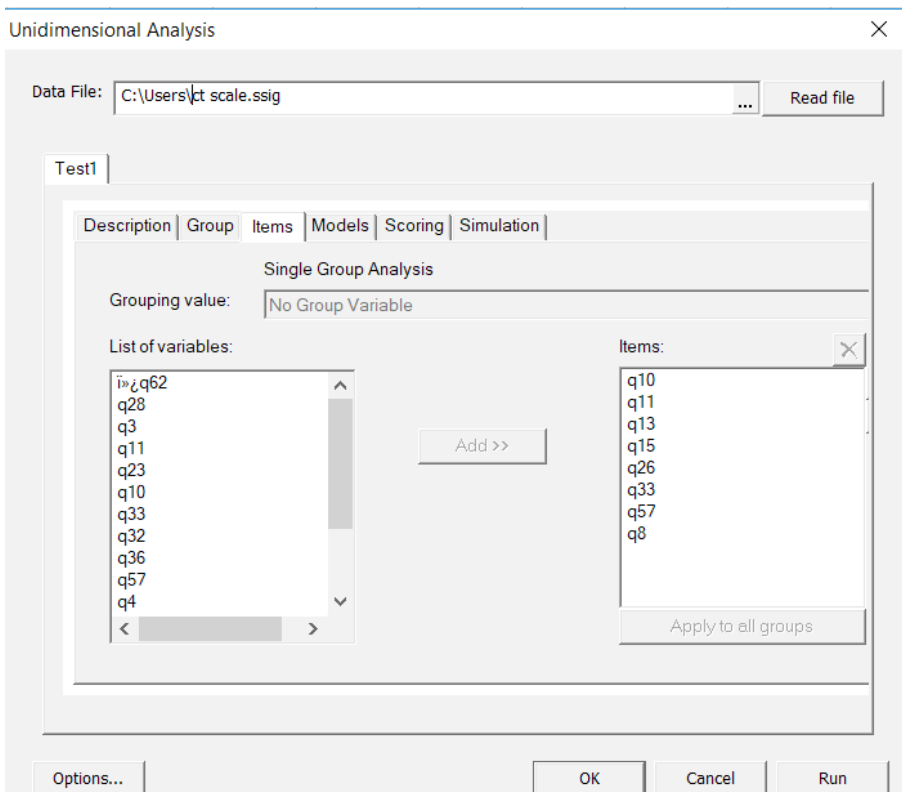 Unidimensional Analysis
Data File: C:\Users\ct scale.ssig ... Read file
Test1
Description Group Items Models Scoring Simulation
Single Group Analysis
Grouping value: No Group Variable
List of variables:
ï»¿q62
q28
q3
q11
q23
q10
q33
q32
q36
q57
q4
Add >>
Items:
q10
q11
q13
q15
q26
q33
q57
q8
Apply to all groups
Options... OK Cancel Run